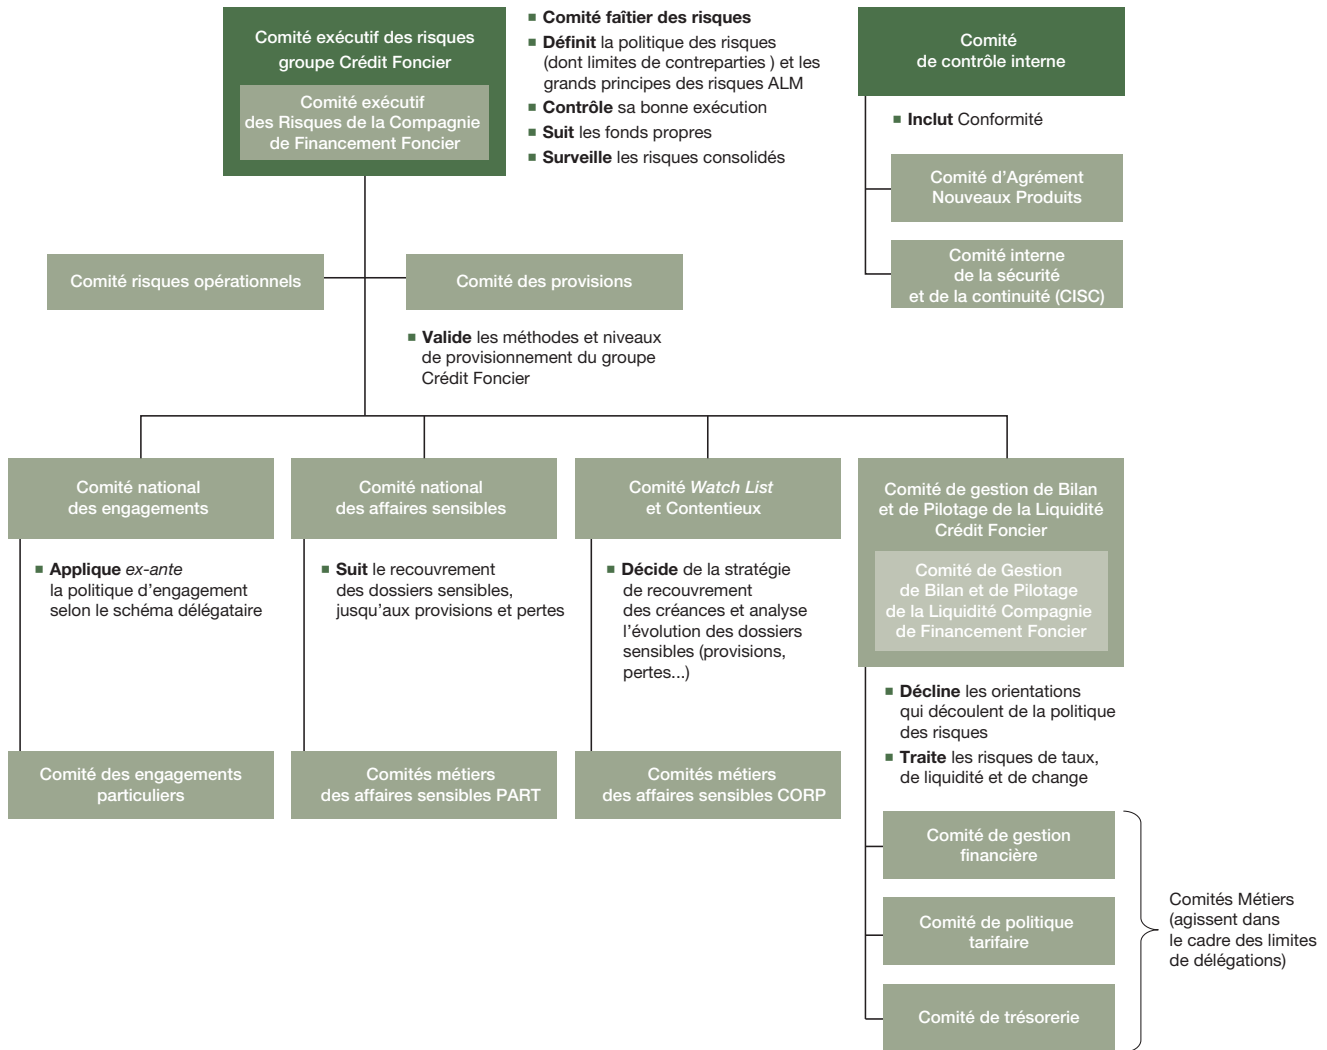 Comité exécutif des risques
groupe Crédit Foncier
Comité exécutif
des Risques de la Compagnie
de Financement Foncier
■ Comité faîtier des risques
■ Définit la politique des risques
(dont limites de contreparties ) et les
grands principes des risques ALM
■ Contrôle sa bonne exécution
■ Suit les fonds propres
■ Surveille les risques consolidés
Comité
de contrôle interne
■ Inclut Conformité
Comité d’Agrément
Nouveaux Produits
Comité interne
de la sécurité
et de la continuité (CISC)
Comité risques opérationnels
Comité des provisions
■ Valide les méthodes et niveaux
de provisionnement du groupe
Crédit Foncier
Comité national
des engagements
■ Applique ex-ante
la politique d’engagement
selon le schéma délégataire
Comité des engagements
particuliers
Comité national
des affaires sensibles
■ Suit le recouvrement
des dossiers sensibles,
jusqu’aux provisions et pertes
Comités métiers
des affaires sensibles PART
Comité Watch List
et Contentieux
■ Décide de la stratégie
de recouvrement
des créances et analyse
l’évolution des dossiers
sensibles (provisions,
pertes...)
Comités métiers
des affaires sensibles CORP
Comité de gestion de Bilan
et de Pilotage de la Liquidité
Crédit Foncier
Comité de Gestion
de Bilan et de Pilotage
de la Liquidité Compagnie
de Financement Foncier
■ Décline les orientations
qui découlent de la politique
des risques
■ Traite les risques de taux,
de liquidité et de change
Comité de gestion
financière
Comité de politique
tarifaire
Comité de trésorerie
Comités Métiers
(agissent dans
le cadre des limites
de délégations)